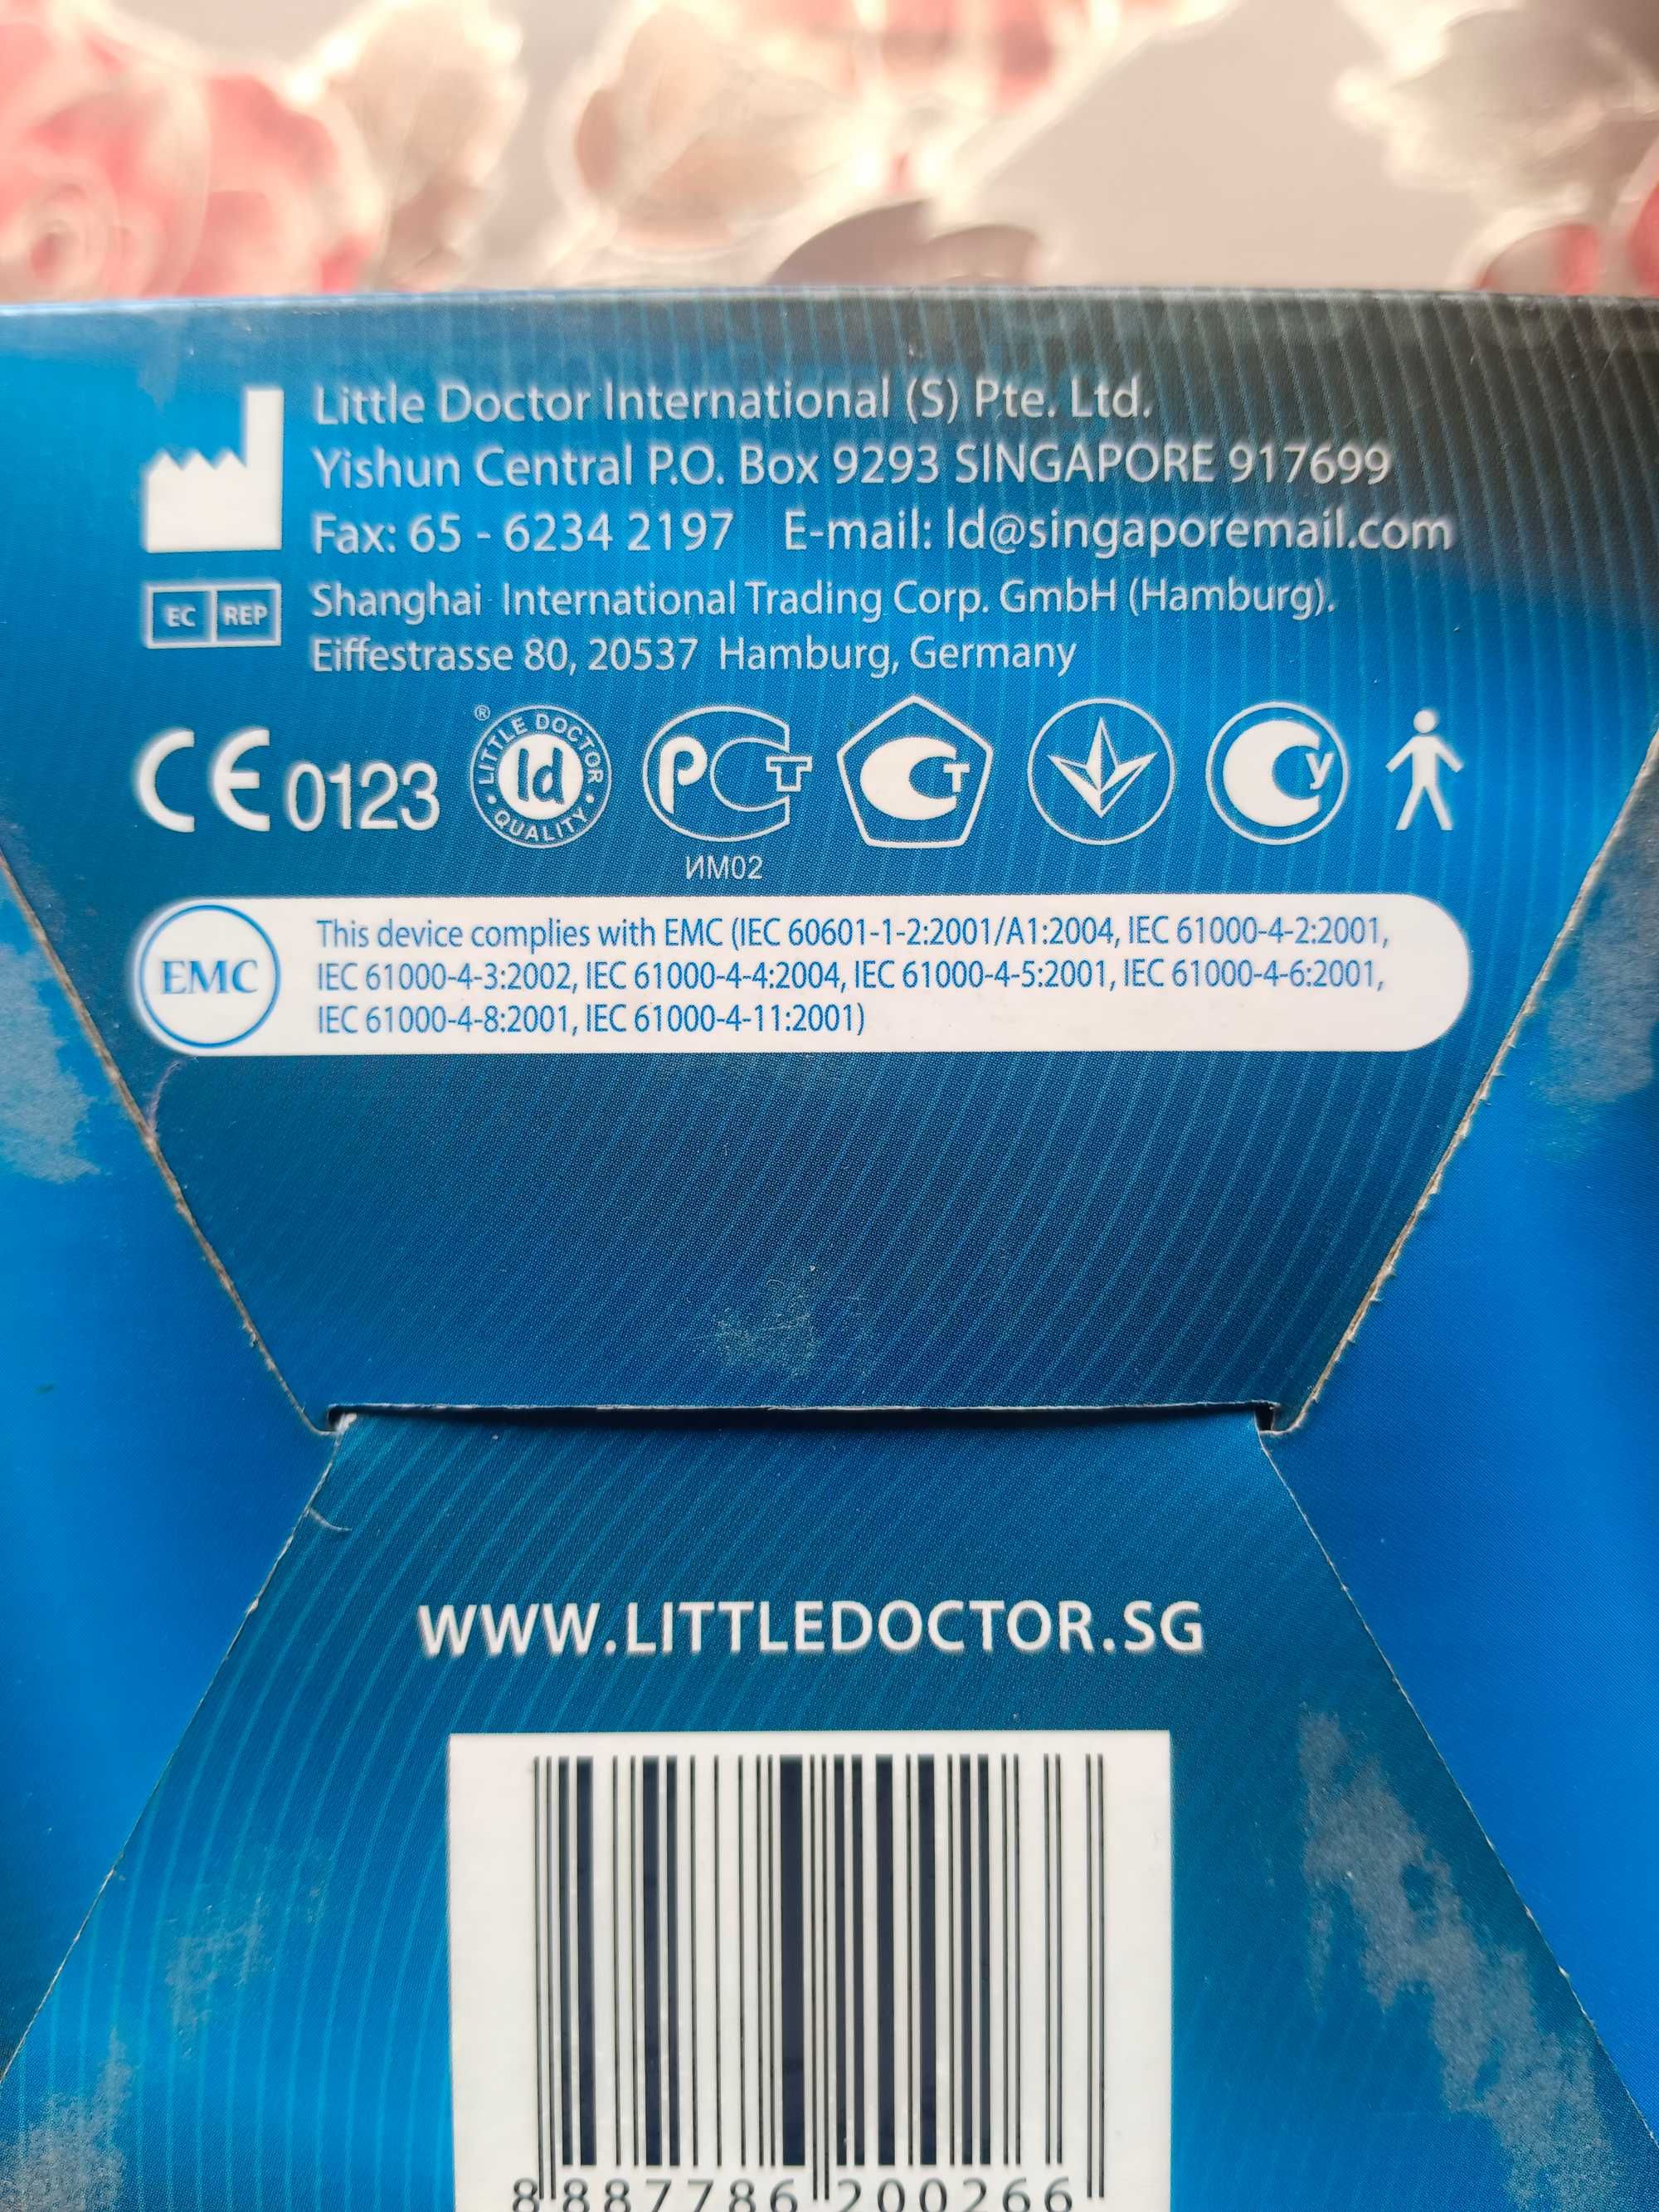 Little Doctor International (S) Pte. Ltd.
Yishun Central P.O. Box 9293 SINGAPORE 917699
Fax: 65 - 6234 2197 E-mail: ld@singaporemail.com
EC REP
Shanghai International Trading Corp. GmbH (Hamburg).
Eiffestrasse 80, 20537 Hamburg, Germany
CE 0123
® LITTLE DOCTOR
ld
• QUALITY •
РСТ
ИМ02
СТ
Су
EMC
This device complies with EMC (IEC 60601-1-2:2001/A1:2004, IEC 61000-4-2:2001,
IEC 61000-4-3:2002, IEC 61000-4-4:2004, IEC 61000-4-5:2001, IEC 61000-4-6:2001,
IEC 61000-4-8:2001, IEC 61000-4-11:2001)
WWW.LITTLEDOCTOR.SG
8 887786 200266